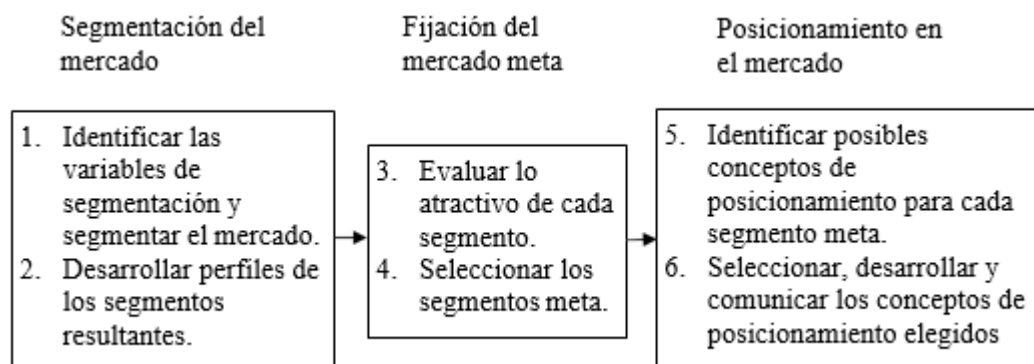 Segmentación del
mercado
Fijación del
mercado meta
Posicionamiento en
el mercado
1. Identificar las
variables de
segmentación y
segmentar el mercado.
2. Desarrollar perfiles de
los segmentos
resultantes.
3. Evaluar lo
atractivo de cada
segmento.
4. Seleccionar los
segmentos meta.
5. Identificar posibles
conceptos de
posicionamiento para cada
segmento meta.
6. Seleccionar, desarrollar y
comunicar los conceptos de
posicionamiento elegidos